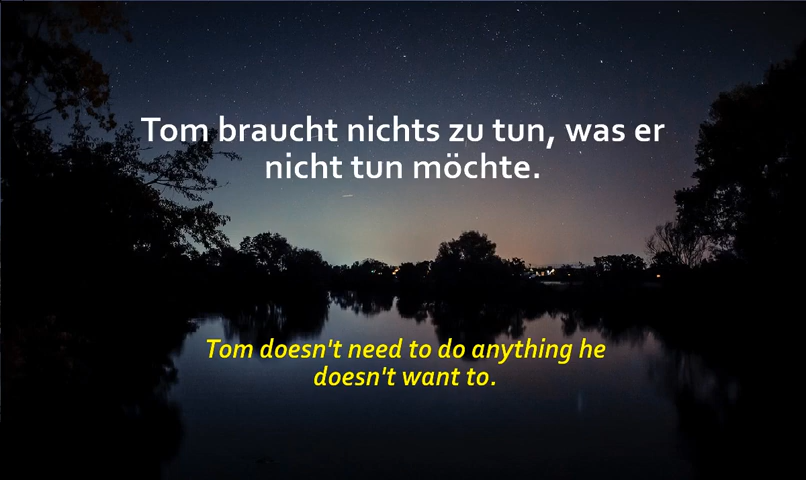 Tom braucht nichts zu tun, was er
nicht tun möchte.
Tom doesn't need to do anything he
doesn't want to.